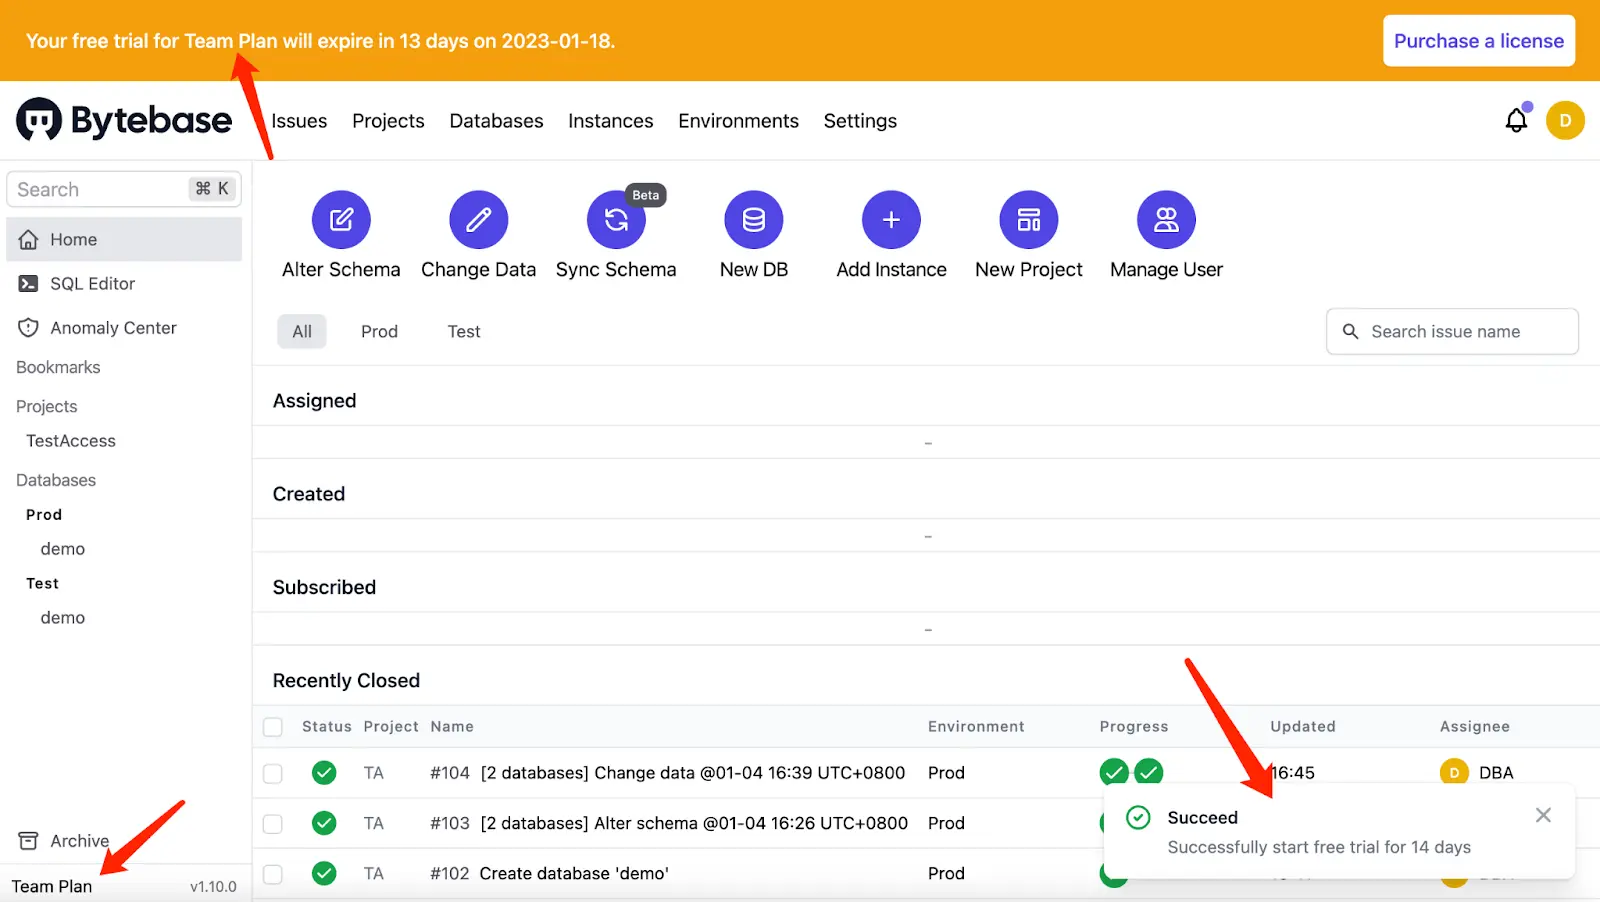 Your free trial for Team Plan will expire in 13 days on 2023-01-18.
Purchase a license
Bytebase
Issues Projects Databases Instances Environments Settings
D
Search ⌘ K
Home
SQL Editor
Anomaly Center
Bookmarks
Projects
TestAccess
Databases
Prod
demo
Test
demo
Archive
Team Plan v1.10.0
Beta
Alter Schema Change Data Sync Schema New DB Add Instance New Project Manage User
All Prod Test
Search issue name
Assigned
-
Created
-
Subscribed
-
Recently Closed
Status Project Name Environment Progress Updated Assignee
TA #104 [2 databases] Change data @01-04 16:39 UTC+0800 Prod 16:45 D DBA
TA #103 [2 databases] Alter schema @01-04 16:26 UTC+0800 Prod
TA #102 Create database 'demo' Prod
Succeed
Successfully start free trial for 14 days